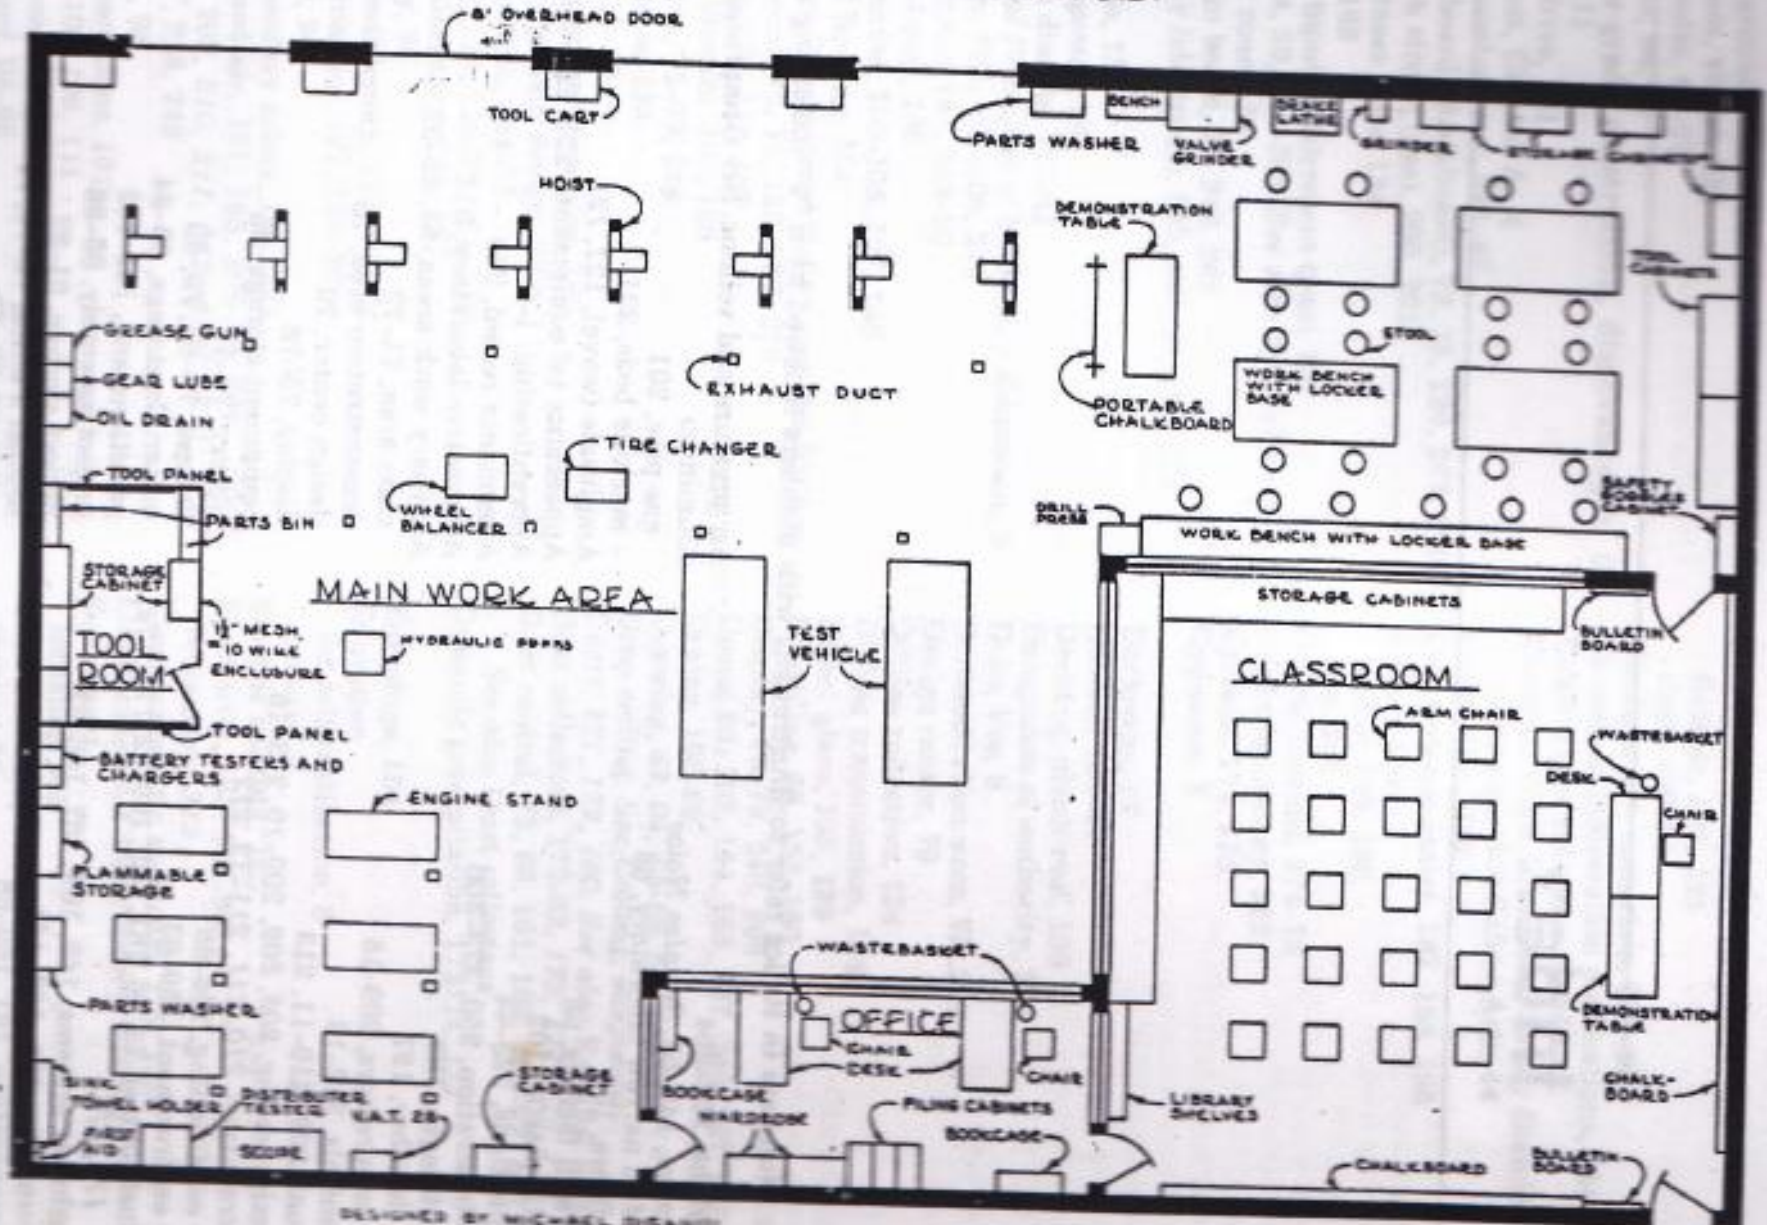 8' OVERHEAD DOOR
TOOL CART
PARTS WASHER
BENCH
VALVE
GRINDER
BRAKE
LATHE
GRINDER
STORAGE CABINETS
HOIST
DEMONSTRATION
TABLE
TOOL
CABINETS
GREASE GUN
GEAR LUBE
OIL DRAIN
EXHAUST DUCT
STOOL
WORK BENCH
WITH LOCKER
BASE
PORTABLE
CHALKBOARD
TIRE CHANGER
WHEEL
BALANCER
TOOL PANEL
PARTS BIN
SAFETY
GOGGLES
CABINET
DRILL
PRESS
WORK BENCH WITH LOCKER BASE
STORAGE
CABINET
MAIN WORK AREA
STORAGE CABINETS
BULLETIN
BOARD
TOOL
ROOM
1½" MESH
10 WIRE
ENCLOSURE
HYDRAULIC PRESS
TEST
VEHICLE
CLASSROOM
ARM CHAIR
WASTEBASKET
DESK
CHAIR
TOOL PANEL
BATTERY TESTERS AND
CHARGERS
ENGINE STAND
FLAMMABLE
STORAGE
PARTS WASHER
WASTEBASKET
OFFICE
CHAIR
DESK
CHAIR
DEMONSTRATION
TABLE
CHALK-
BOARD
SINK
TOWEL HOLDER
FIRST
AID
DISTRIBUTER
TESTER
SCOPE
V.A.T. 28
STORAGE
CABINET
BOOKCASE
WARDROBE
FILING CABINETS
BOOKCASE
LIBRARY
SHELVES
CHALKBOARD
BULLETIN
BOARD
DESIGNED BY MICHAEL